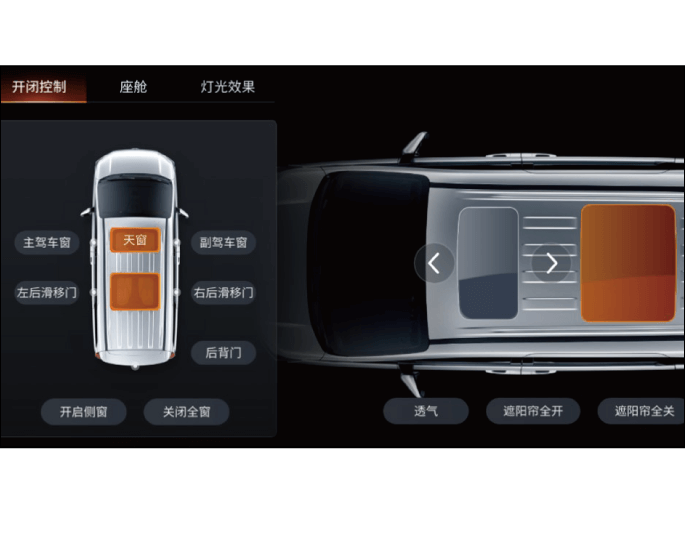 开闭控制 座舱 灯光效果
天窗
主驾车窗 副驾车窗
左后滑移门 右后滑移门
后背门
开启侧窗 关闭全窗
透气 遮阳帘全开 遮阳帘全关